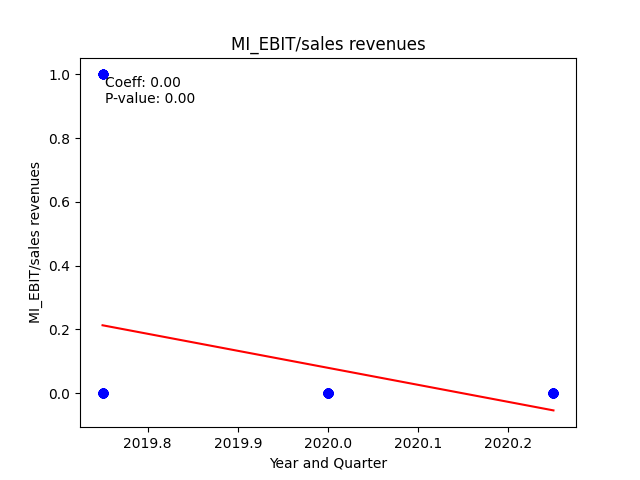 MI_EBIT/sales revenues
1.0
Coeff: 0.00
P-value: 0.00
0.8
0.6
0.4
0.2
0.0
MI_EBIT/sales revenues
2019.8 2019.9 2020.0 2020.1 2020.2
Year and Quarter